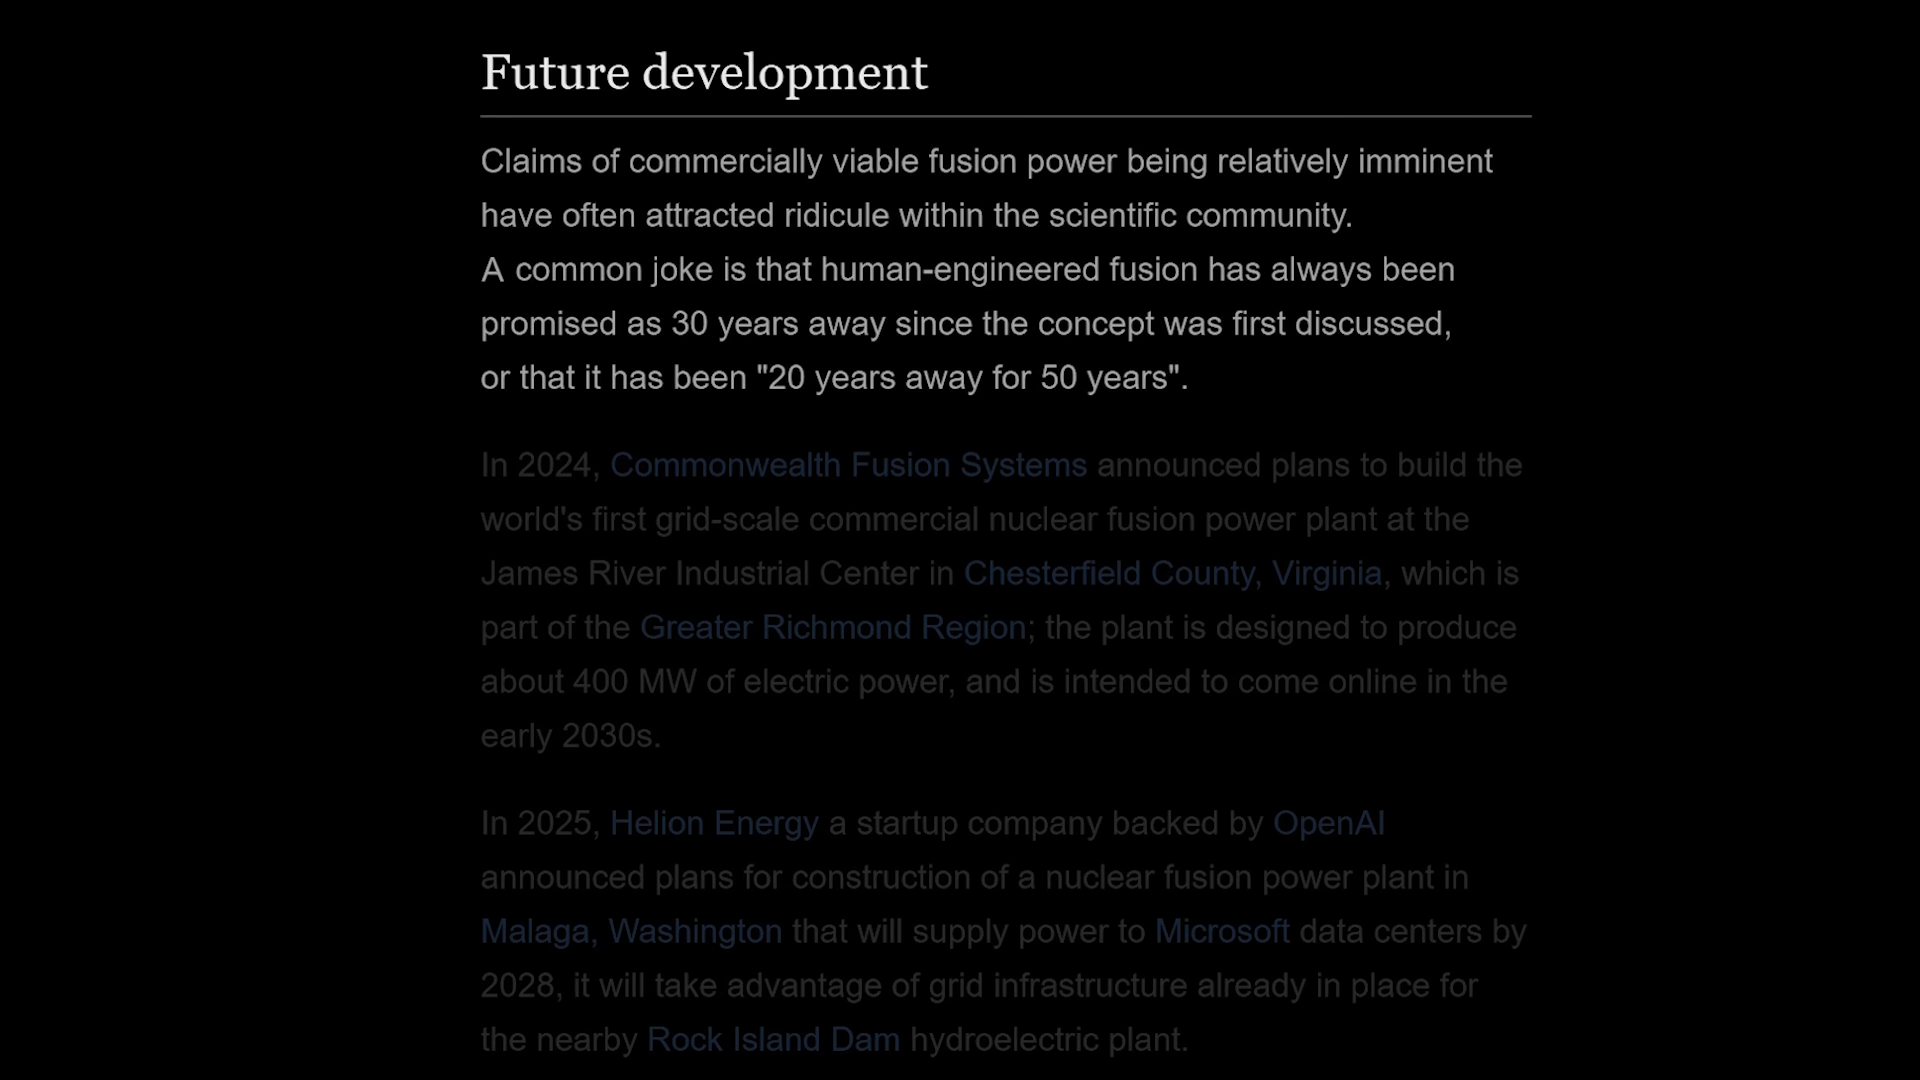 Future development
Claims of commercially viable fusion power being relatively imminent
have often attracted ridicule within the scientific community.
A common joke is that human-engineered fusion has always been
promised as 30 years away since the concept was first discussed,
or that it has been "20 years away for 50 years".
In 2024, Commonwealth Fusion Systems announced plans to build the
world's first grid-scale commercial nuclear fusion power plant at the
James River Industrial Center in Chesterfield County, Virginia, which is
part of the Greater Richmond Region; the plant is designed to produce
about 400 MW of electric power, and is intended to come online in the
early 2030s.
In 2025, Helion Energy a startup company backed by OpenAI
announced plans for construction of a nuclear fusion power plant in
Malaga, Washington that will supply power to Microsoft data centers by
2028, it will take advantage of grid infrastructure already in place for
the nearby Rock Island Dam hydroelectric plant.